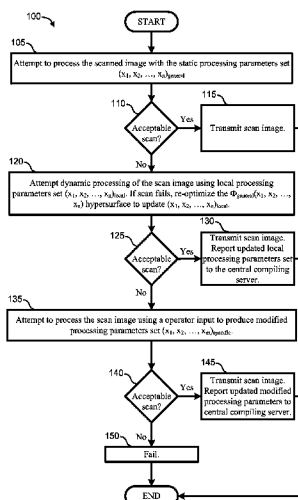 100
START
105
Attempt to process the scanned image with the static processing parameters set
(x1, x2, ..., xn)general
110
Acceptable
scan?
Yes
115
Transmit scan image.
No
120
Attempt dynamic processing of the scan image using local processing
parameters set (x1, x2, ..., xn)local. If scan fails, re-optimize the Φgeneral(x1, x2, ...,
xn) hypersurface to update (x1, x2, ..., xn)local.
125
Acceptable
scan?
Yes
130
Transmit scan image.
Report updated local
processing parameters set
to the central compiling
server.
No
135
Attempt to process the scan image using a operator input to produce modified
processing parameters set (x1, x2, ..., xm)specific.
140
Acceptable
scan?
Yes
145
Transmit scan image.
Report updated modified
processing parameters to
central compiling server.
No
150
Fail.
END